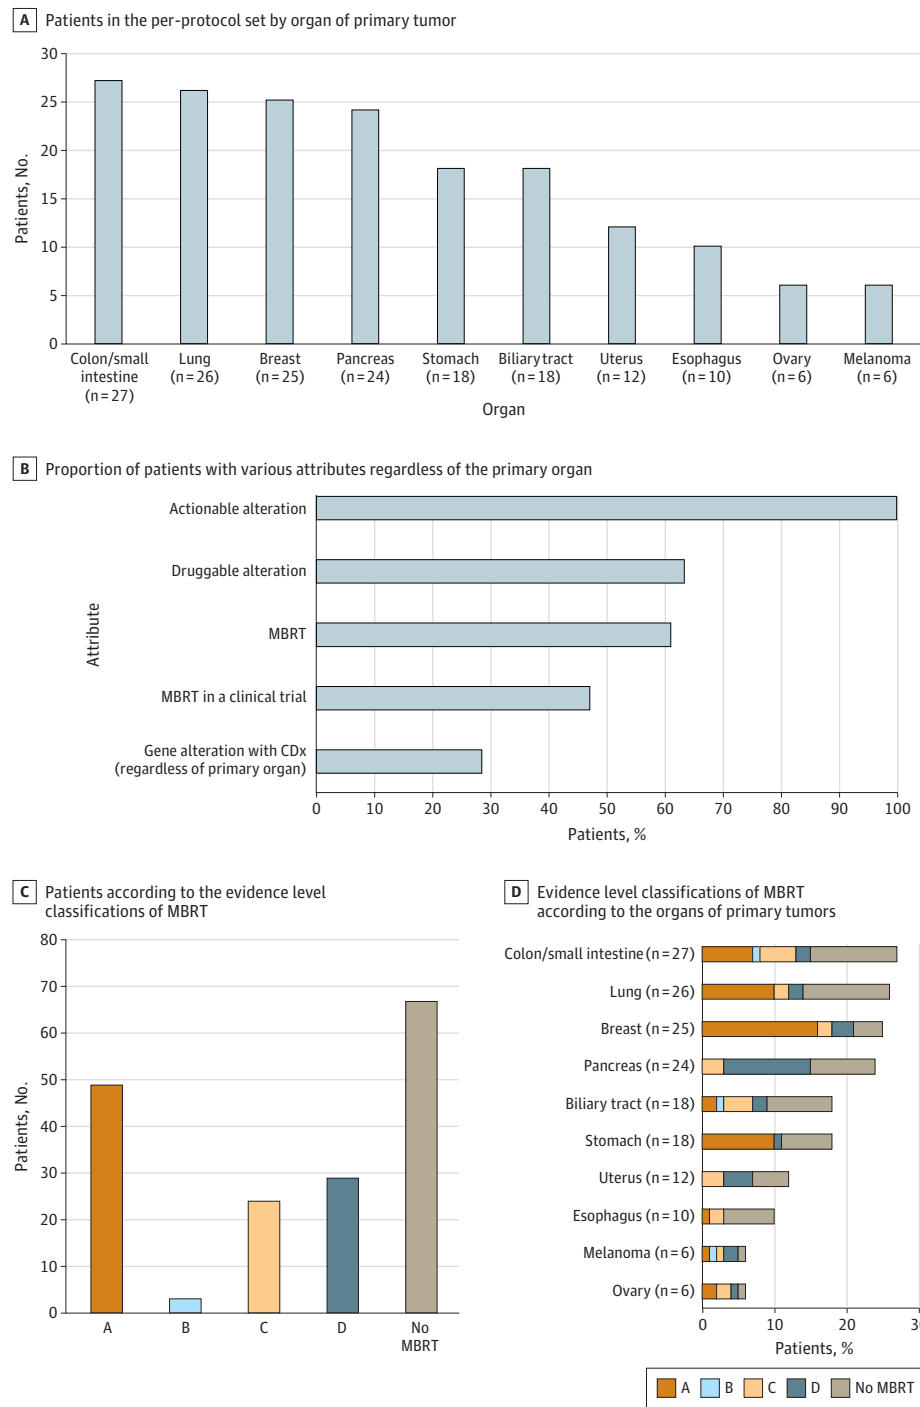 A Patients in the per-protocol set by organ of primary tumor
30
25
20
15
10
5
0
Patients, No.
Colon/small intestine (n=27)
Lung (n=26)
Breast (n=25)
Pancreas (n=24)
Stomach (n=18)
Biliary tract (n=18)
Uterus (n=12)
Esophagus (n=10)
Ovary (n=6)
Melanoma (n=6)
Organ
B Proportion of patients with various attributes regardless of the primary organ
Attribute
Actionable alteration
Druggable alteration
MBRT
MBRT in a clinical trial
Gene alteration with CDx
(regardless of primary organ)
0 10 20 30 40 50 60 70 80 90 100
Patients, %
C Patients according to the evidence level
classifications of MBRT
80
70
60
50
40
30
20
10
0
Patients, No.
A B C D No
MBRT
D Evidence level classifications of MBRT
according to the organs of primary tumors
Colon/small intestine (n=27)
Lung (n=26)
Breast (n=25)
Pancreas (n=24)
Biliary tract (n=18)
Stomach (n=18)
Uterus (n=12)
Esophagus (n=10)
Melanoma (n=6)
Ovary (n=6)
0 10 20
Patients, %
A B C D No MBRT